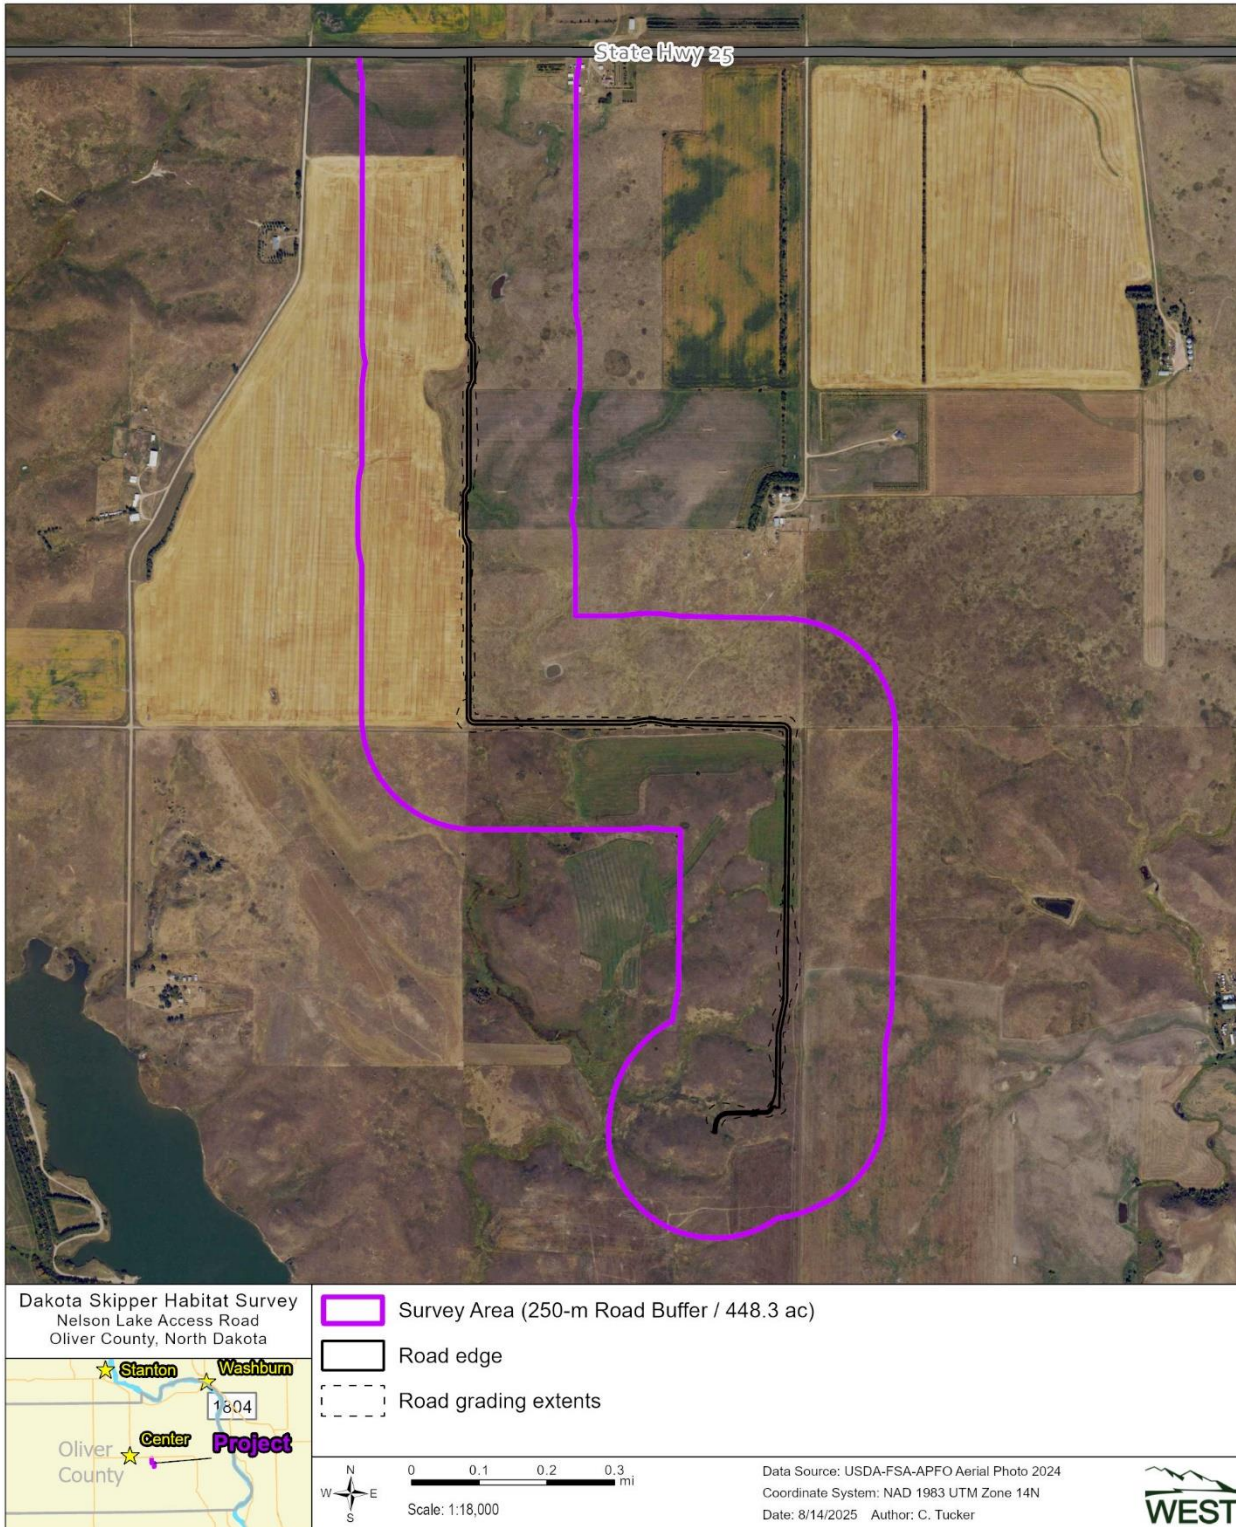 State Hwy 25
Dakota Skipper Habitat Survey
Nelson Lake Access Road
Oliver County, North Dakota
Stanton
Washburn
1804
Center
Project
Oliver
County
Survey Area (250-m Road Buffer / 448.3 ac)
Road edge
Road grading extents
N
W E
S
0 0.1 0.2 0.3
mi
Scale: 1:18,000
Data Source: USDA-FSA-APFO Aerial Photo 2024
Coordinate System: NAD 1983 UTM Zone 14N
Date: 8/14/2025 Author: C. Tucker
WEST